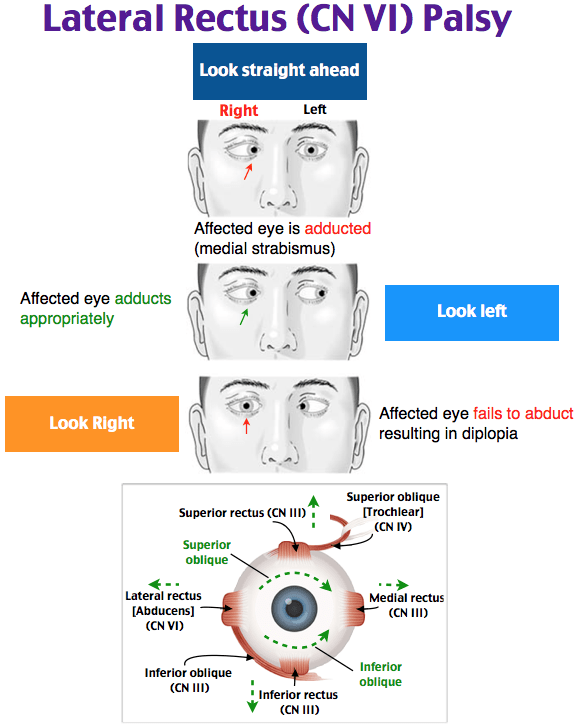 Lateral Rectus (CN VI) Palsy
Look straight ahead
Right
Left
Affected eye is adducted
(medial strabismus)
Affected eye adducts
appropriately
Look left
Look Right
Affected eye fails to abduct
resulting in diplopia
Superior oblique
[Trochlear]
(CN IV)
Superior rectus (CN III)
Superior
oblique
Lateral rectus
[Abducens]
(CN VI)
Medial rectus
(CN III)
Inferior oblique
(CN III)
Inferior
oblique
Inferior rectus
(CN III)